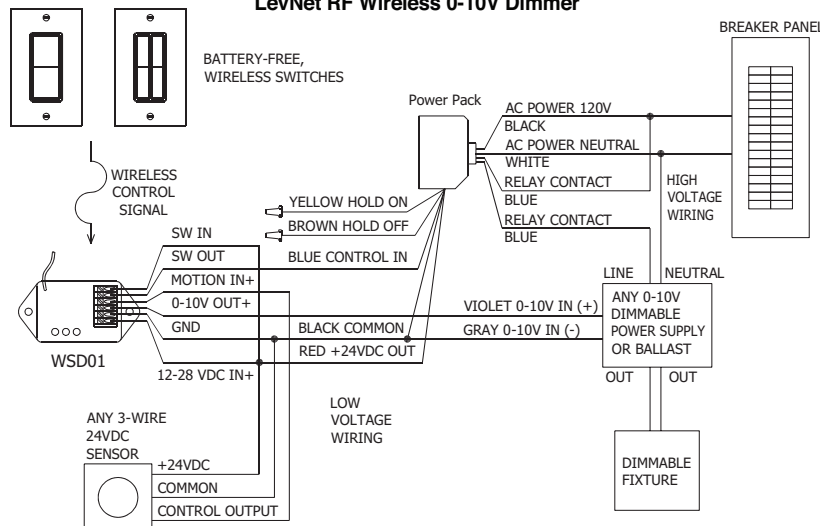 LevNet RF Wireless 0-10V Dimmer
BREAKER PANEL
BATTERY-FREE,
WIRELESS SWITCHES
Power Pack
AC POWER 120V
BLACK
AC POWER NEUTRAL
WHITE
RELAY CONTACT
BLUE
RELAY CONTACT
BLUE
HIGH
VOLTAGE
WIRING
WIRELESS
CONTROL
SIGNAL
YELLOW HOLD ON
BROWN HOLD OFF
BLUE CONTROL IN
SW IN
SW OUT
MOTION IN+
0-10V OUT+
GND
12-28 VDC IN+
WSD01
BLACK COMMON
RED +24VDC OUT
VIOLET 0-10V IN (+)
GRAY 0-10V IN (-)
LINE
NEUTRAL
ANY 0-10V
DIMMABLE
POWER SUPPLY
OR BALLAST
OUT
OUT
LOW
VOLTAGE
WIRING
ANY 3-WIRE
24VDC
SENSOR
+24VDC
COMMON
CONTROL OUTPUT
DIMMABLE
FIXTURE